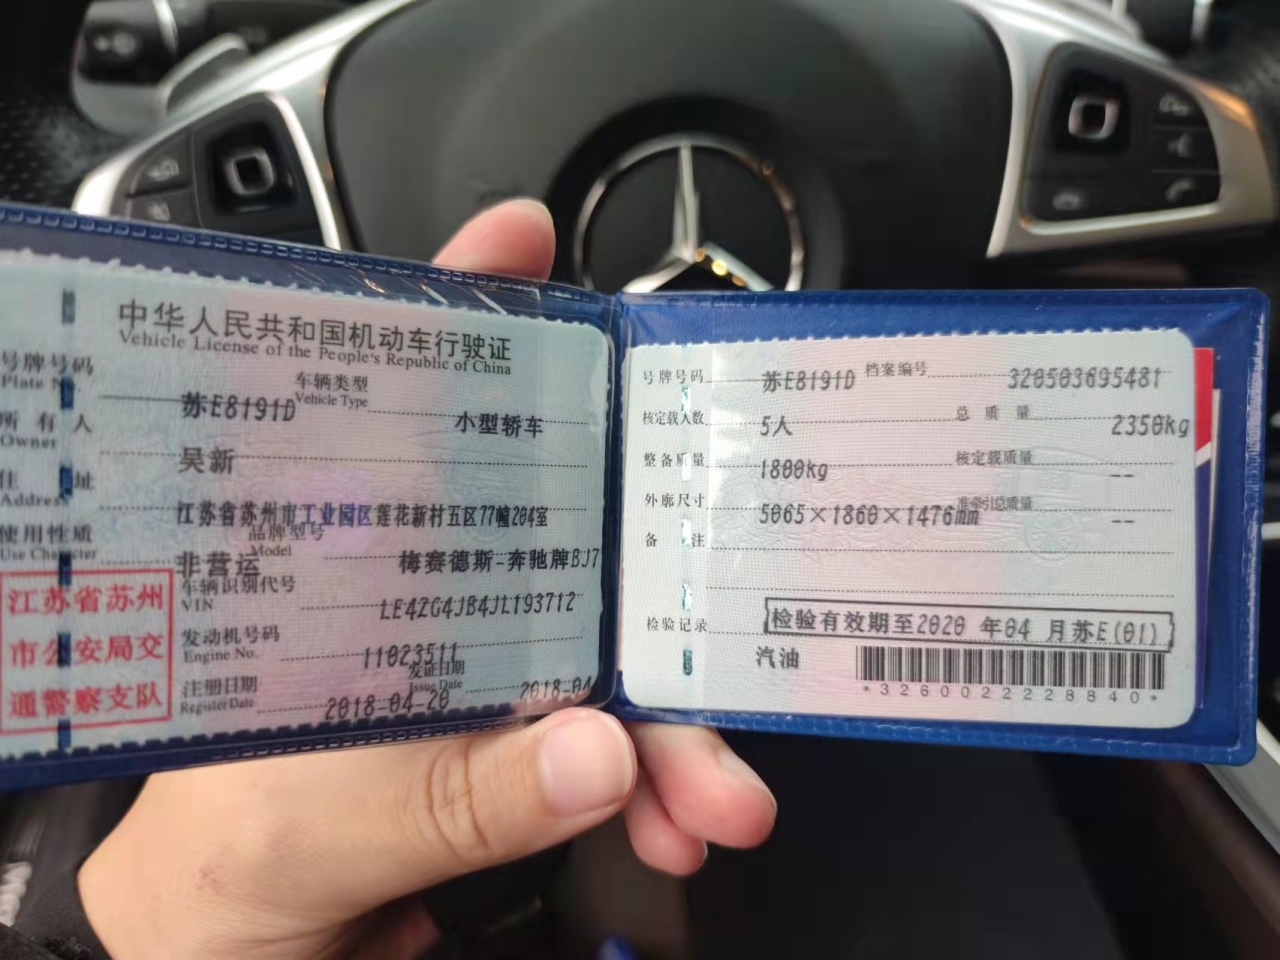 中华人民共和国机动车行驶证
Vehicle License of the People's Republic of China
号牌号码 苏E8191D 车辆类型 小型轿车
Plate No. Vehicle Type
所有人 吴新
Owner
住址 江苏省苏州市工业园区莲花新村五区77幢204室
Address
使用性质 非营运 品牌型号 梅赛德斯-奔驰牌BJ7
Use Character Model
车辆识别代号 LE4ZG4JB4JL193712
VIN
发动机号码 11023511
Engine No.
注册日期 2018-04-20 发证日期 2018-04
Register Date Issue Date
江苏省苏州
市公安局交
通警察支队
号牌号码 苏E8191D 档案编号 320503695481
核定载人数 5人 总质量 2350kg
整备质量 1800kg 核定载质量 --
外廓尺寸 5065×1860×1476mm 准牵引总质量 --
备注
检验记录 检验有效期至2020 年04 月苏E(01)
汽油
*3260022228840*